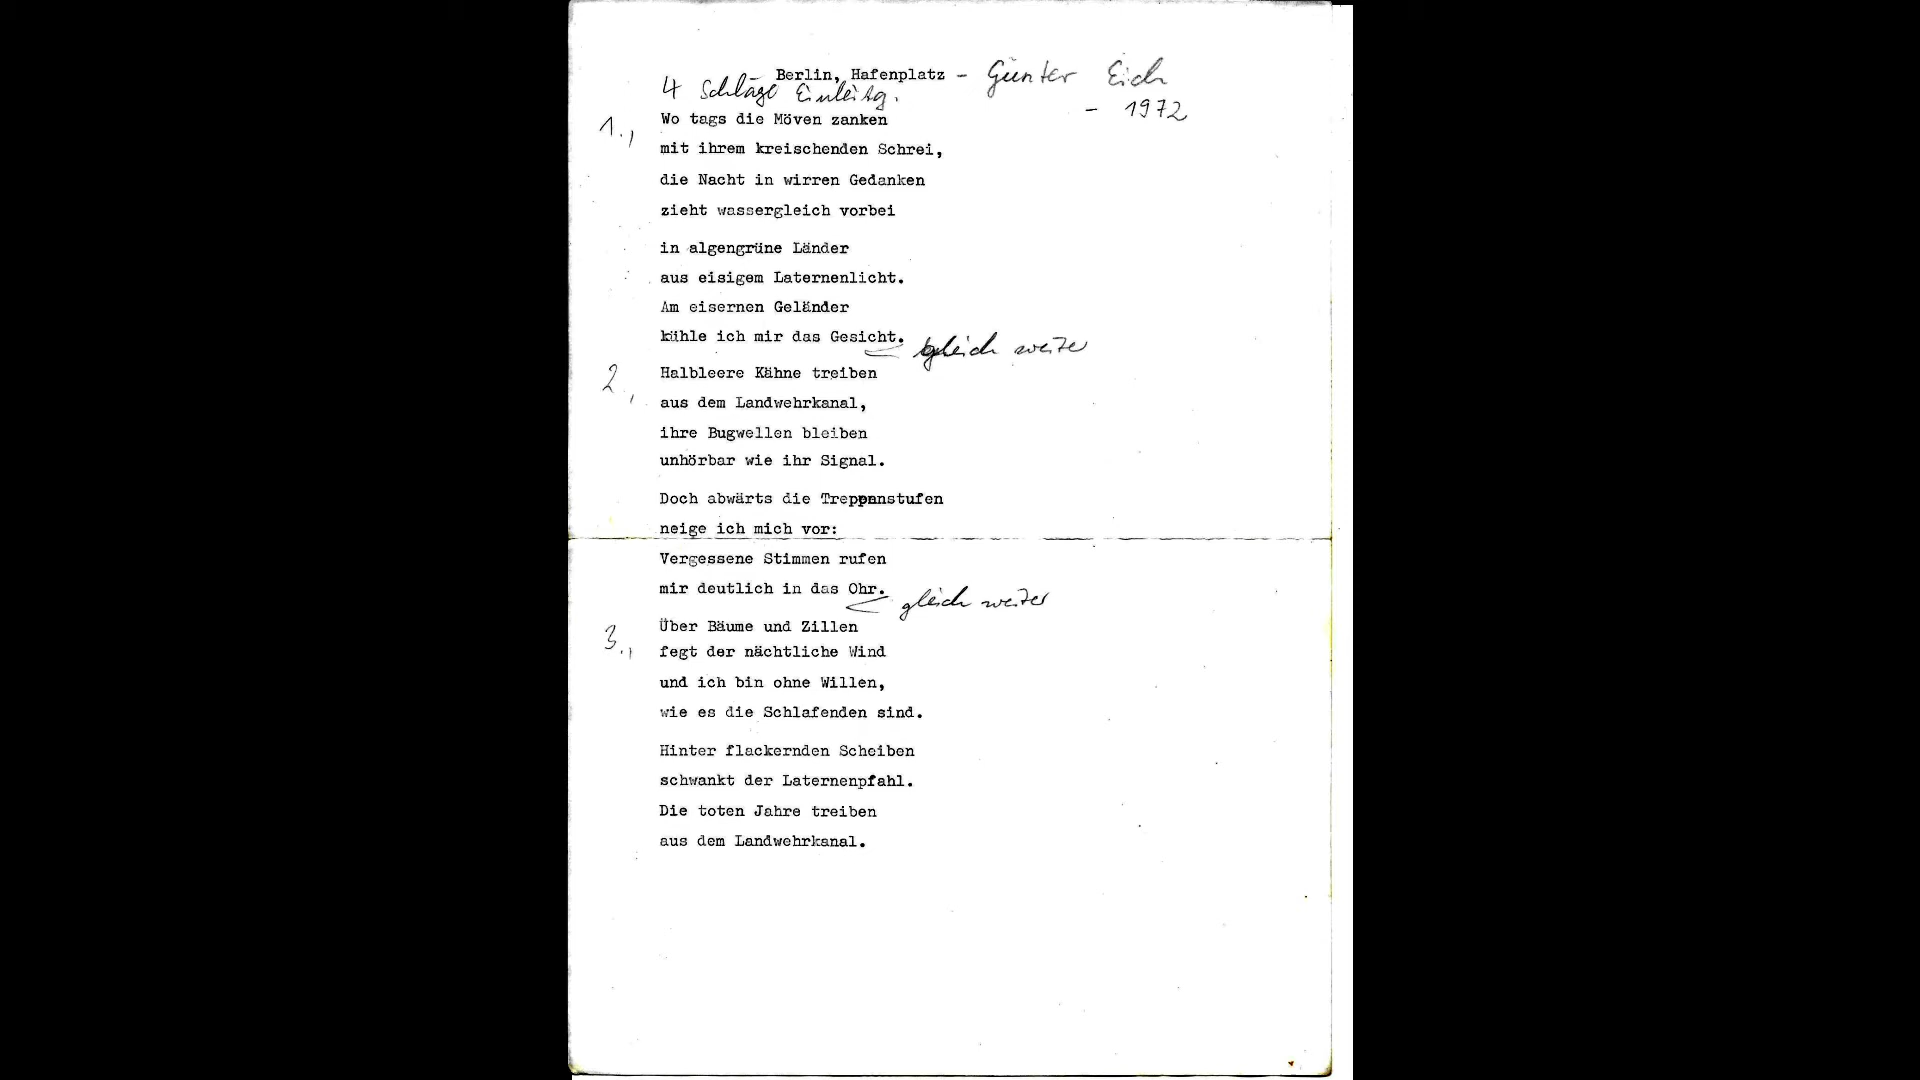 – Berlin, Hafenplatz – Günter Eich
4 Schläge Einleitg.
– 1972
1., Wo tags die Möven zanken
mit ihrem kreischenden Schrei,
die Nacht in wirren Gedanken
zieht wassergleich vorbei
in algengrüne Länder
aus eisigem Laternenlicht.
Am eisernen Geländer
kühle ich mir das Gesicht. gleich weiter
2., Halbleere Kähne treiben
aus dem Landwehrkanal,
ihre Bugwellen bleiben
unhörbar wie ihr Signal.
Doch abwärts die Treppenstufen
neige ich mich vor:
Vergessene Stimmen rufen
mir deutlich in das Ohr. gleich weiter
3., Über Bäume und Zillen
fegt der nächtliche Wind
und ich bin ohne Willen,
wie es die Schlafenden sind.
Hinter flackernden Scheiben
schwankt der Laternenpfahl.
Die toten Jahre treiben
aus dem Landwehrkanal.